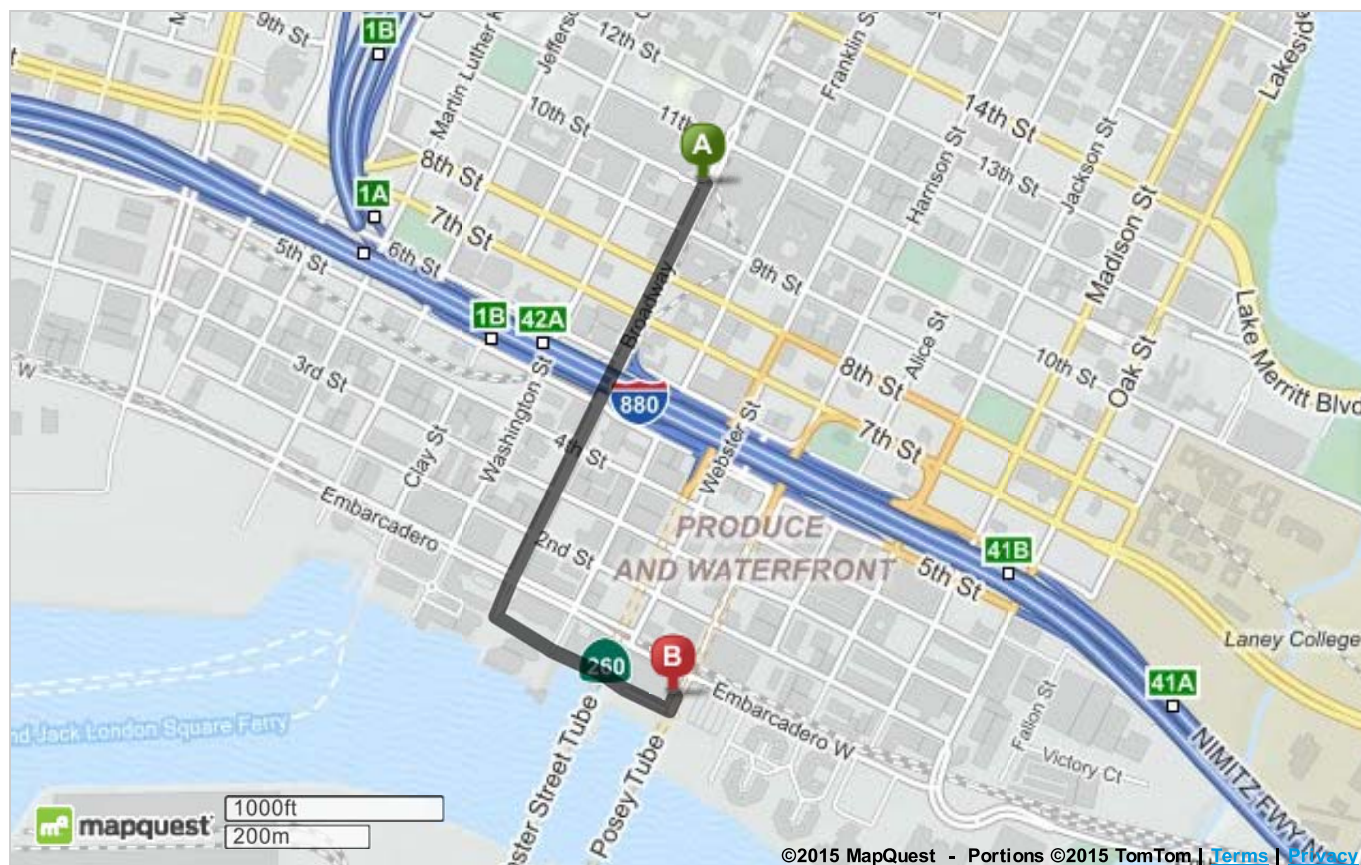 1B
9th St
Martin Luther
Jefferso
12th St
Franklin St
14th St
Lakeside
10th St
11th
A
13th St
Jackson St
Harrison St
Madison St
8th St
1A
7th St
6th St
5th St
Broadway
9th St
Lake Merritt Blvd
1B
42A
880
Alice St
8th St
10th St
Oak St
W
3rd St
Washington St
4th St
Clay St
Webster St
7th St
Embarcadero
2nd St
PRODUCE
AND WATERFRONT
41B
5th St
Laney College
260
B
41A
Embarcadero W
Fallon St
Victory Ct
NIMITZ FWY N
nd Jack London Square Ferry
ster Street Tube
Posey Tube
mapquest
1000ft
200m
©2015 MapQuest - Portions ©2015 TomTom | Terms | Privacy